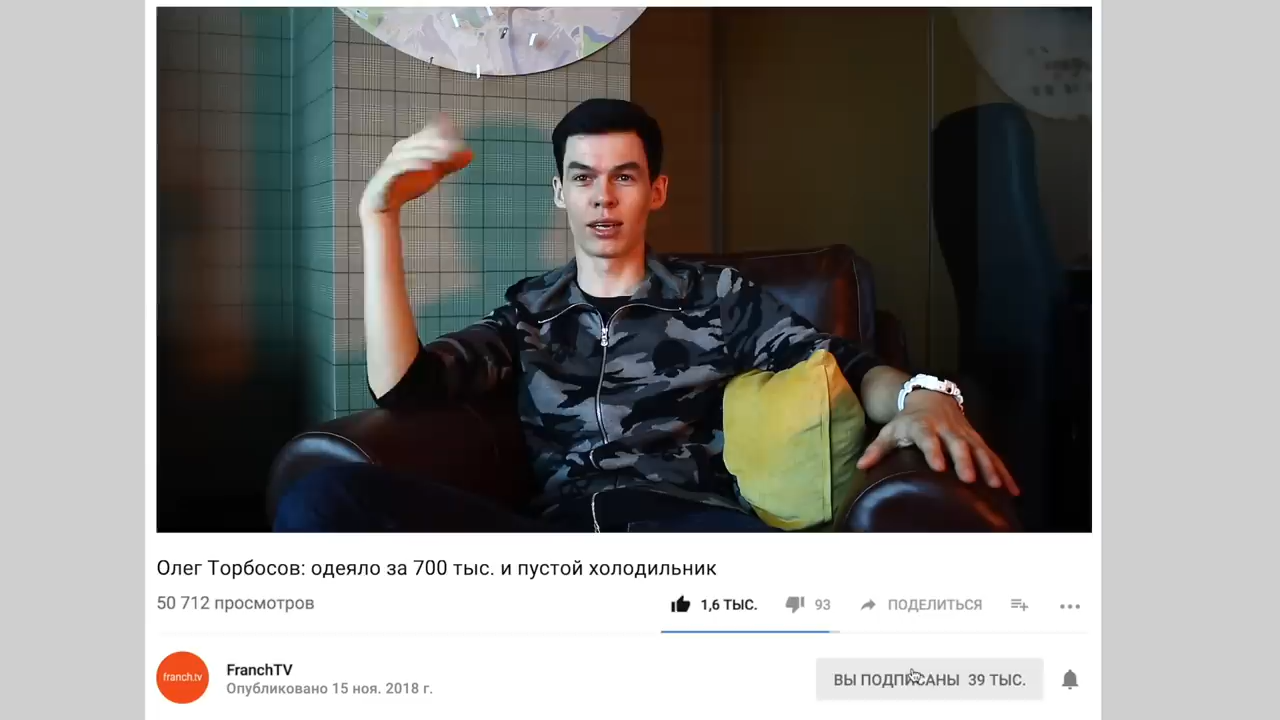 Олег Торбосов: одеяло за 700 тыс. и пустой холодильник
50 712 просмотров
1,6 ТЫС.
93
ПОДЕЛИТЬСЯ
franch.tv
FranchTV
Опубликовано 15 ноя. 2018 г.
ВЫ ПОДПИСАНЫ 39 ТЫС.